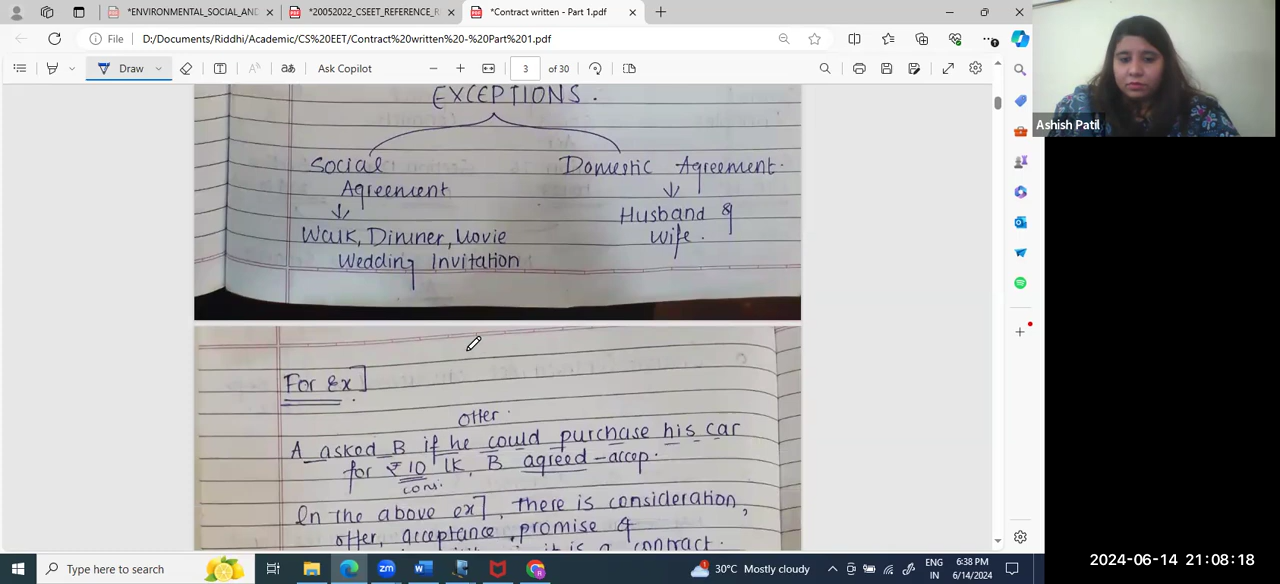 *ENVIRONMENTAL_SOCIAL_AND
*20052022_CSEET_REFERENCE_R
*Contract written - Part 1.pdf
File
D:/Documents/Riddhi/Academic/CS%20EET/Contract%20written%20-%20Part%201.pdf
Draw
Ask Copilot
3
of 30
Ashish Patil
EXCEPTIONS.
Social
Agreement
Domestic Agreement.
Walk, Dinner, Movie
Wedding Invitation
Husband &
Wife.
For Ex]
offer.
A asked B if he could purchase his car
for ₹10 lK, B agreed - accep.
cons.
In the above ex], there is consideration,
offer, acceptance, promise &
it is a contract.
Type here to search
30°C Mostly cloudy
ENG
IN
6:38 PM
6/14/2024
2024-06-14 21:08:18